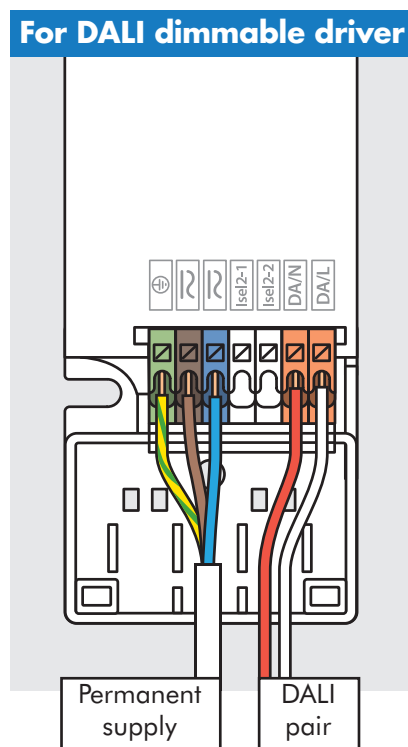 For DALI dimmable driver
Isel2-1
Isel2-2
DA/N
DA/L
Permanent
supply
DALI
pair